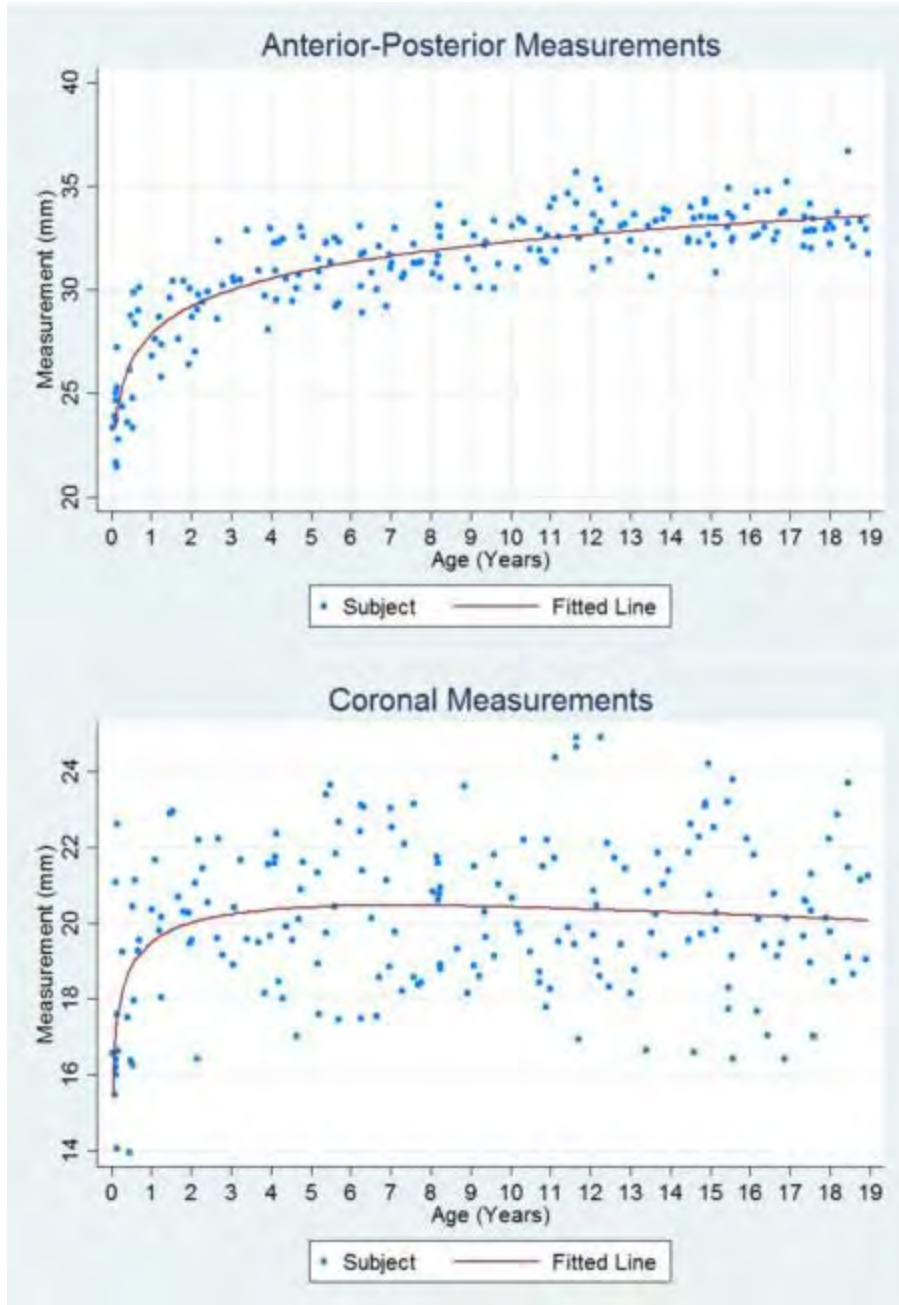 Anterior-Posterior Measurements
40
35
30
25
20
Measurement (mm)
0 1 2 3 4 5 6 7 8 9 10 11 12 13 14 15 16 17 18 19
Age (Years)
Subject Fitted Line
Coronal Measurements
24
22
20
18
16
14
Measurement (mm)
0 1 2 3 4 5 6 7 8 9 10 11 12 13 14 15 16 17 18 19
Age (Years)
Subject Fitted Line